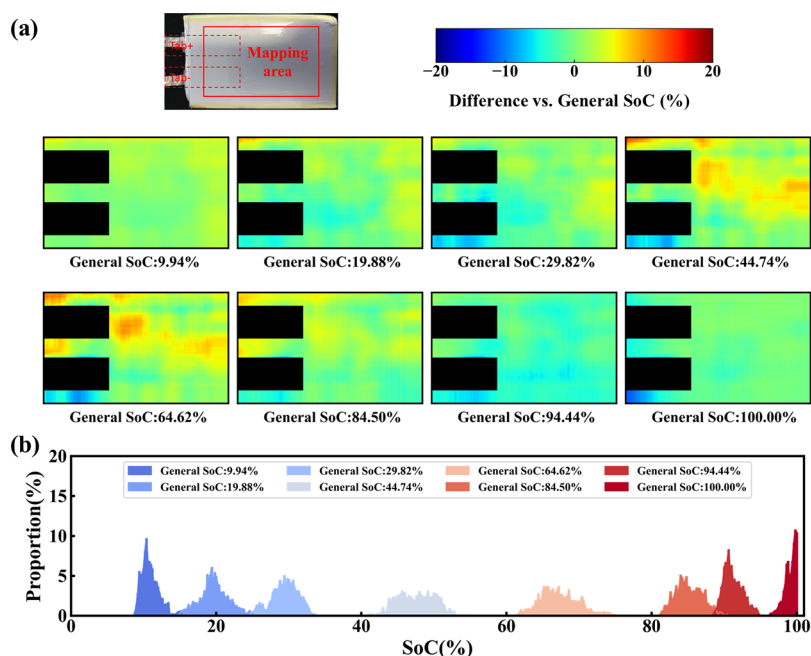 (a)
Tab+
Tab-
Mapping
area
−20 −10 0 10 20
Difference vs. General SoC (%)
General SoC:9.94% General SoC:19.88% General SoC:29.82% General SoC:44.74%
General SoC:64.62% General SoC:84.50% General SoC:94.44% General SoC:100.00%
(b)
20
15
10
5
0
Proportion(%)
General SoC:9.94% General SoC:29.82% General SoC:64.62% General SoC:94.44%
General SoC:19.88% General SoC:44.74% General SoC:84.50% General SoC:100.00%
0 20 40 60 80 100
SoC(%)